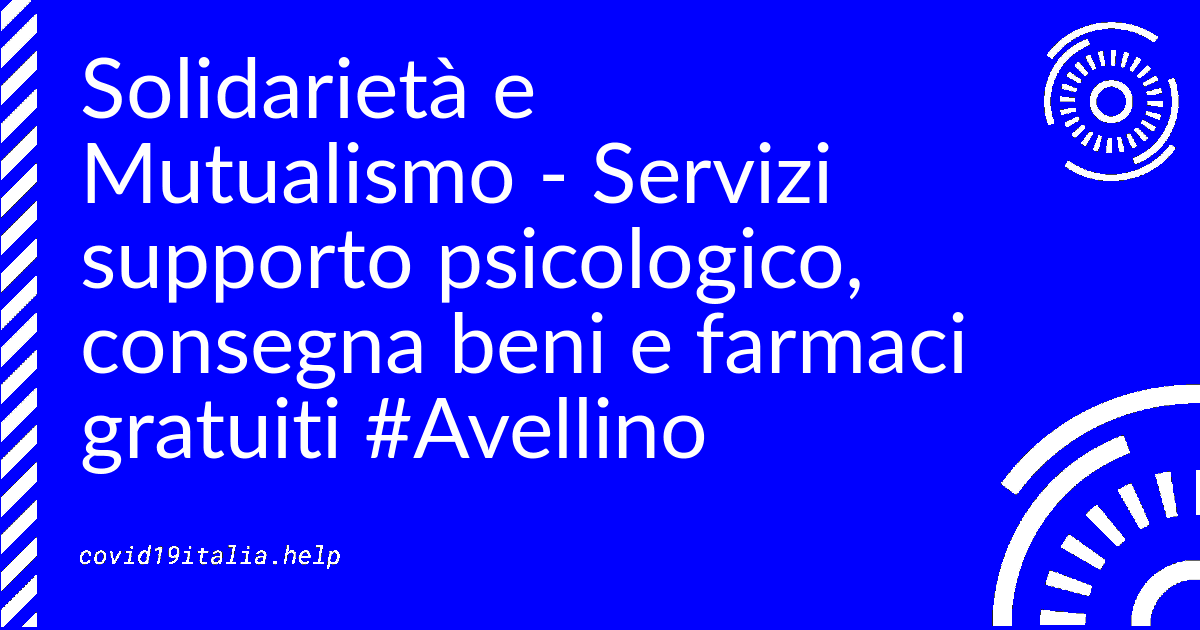 Solidarietà e
Mutualismo - Servizi
supporto psicologico,
consegna beni e farmaci
gratuiti #Avellino
covid19italia.help